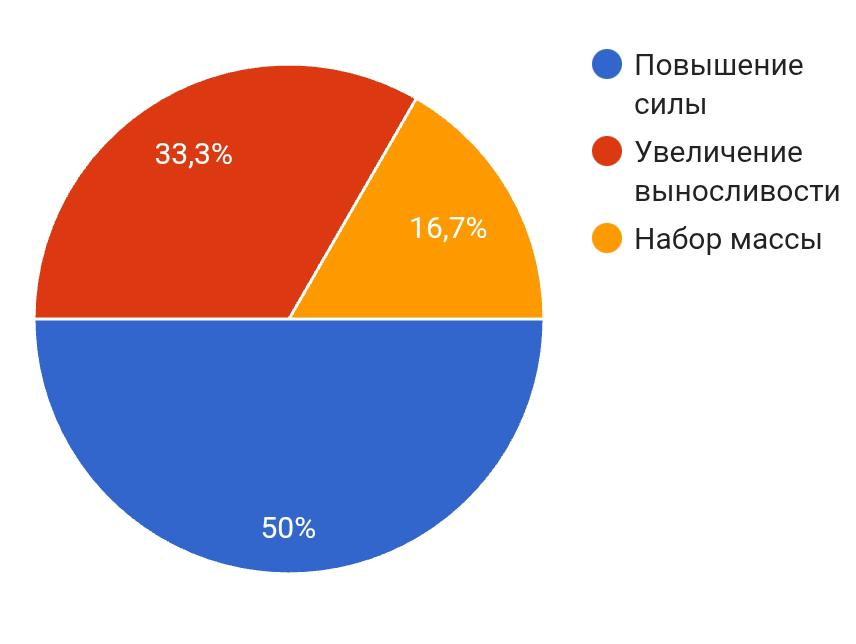 33,3%
16,7%
50%
Повышение
силы
Увеличение
выносливости
Набор массы